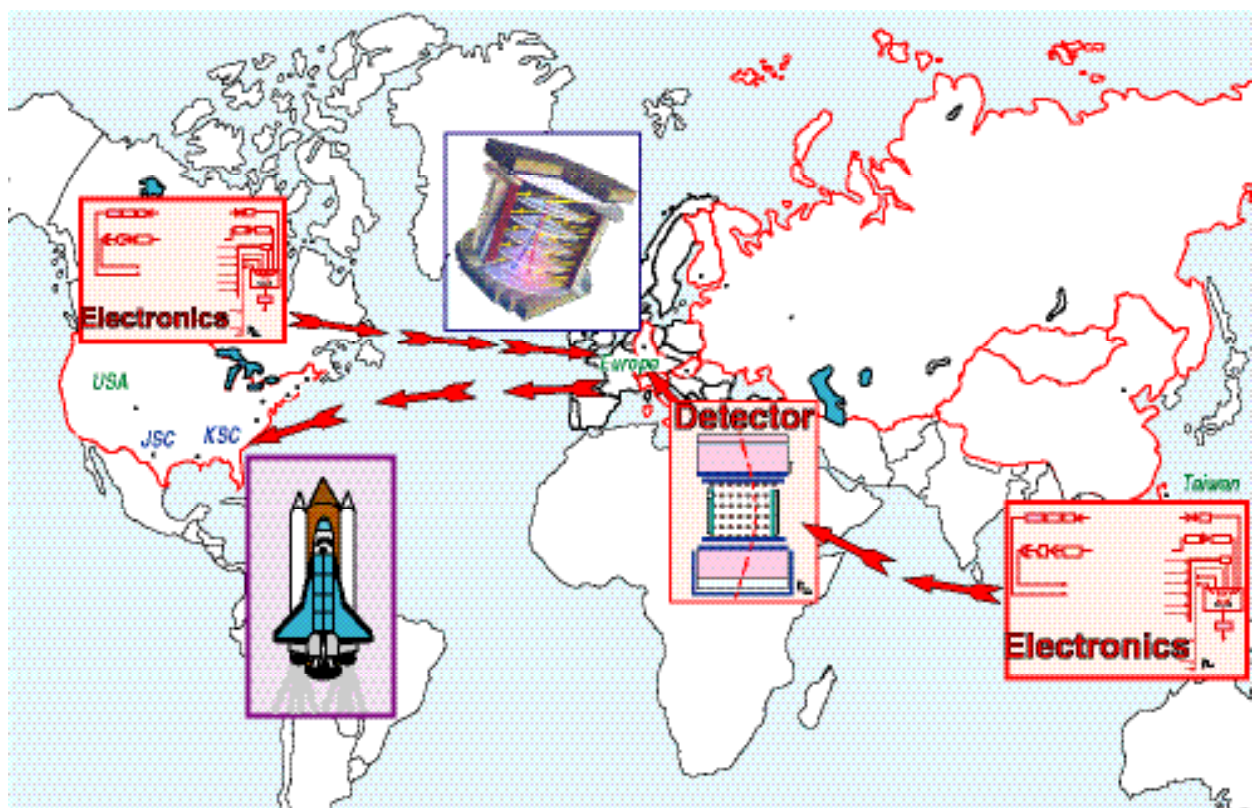 Electronics
Europe
USA
Detector
JSC
KSC
Taiwan
Electronics